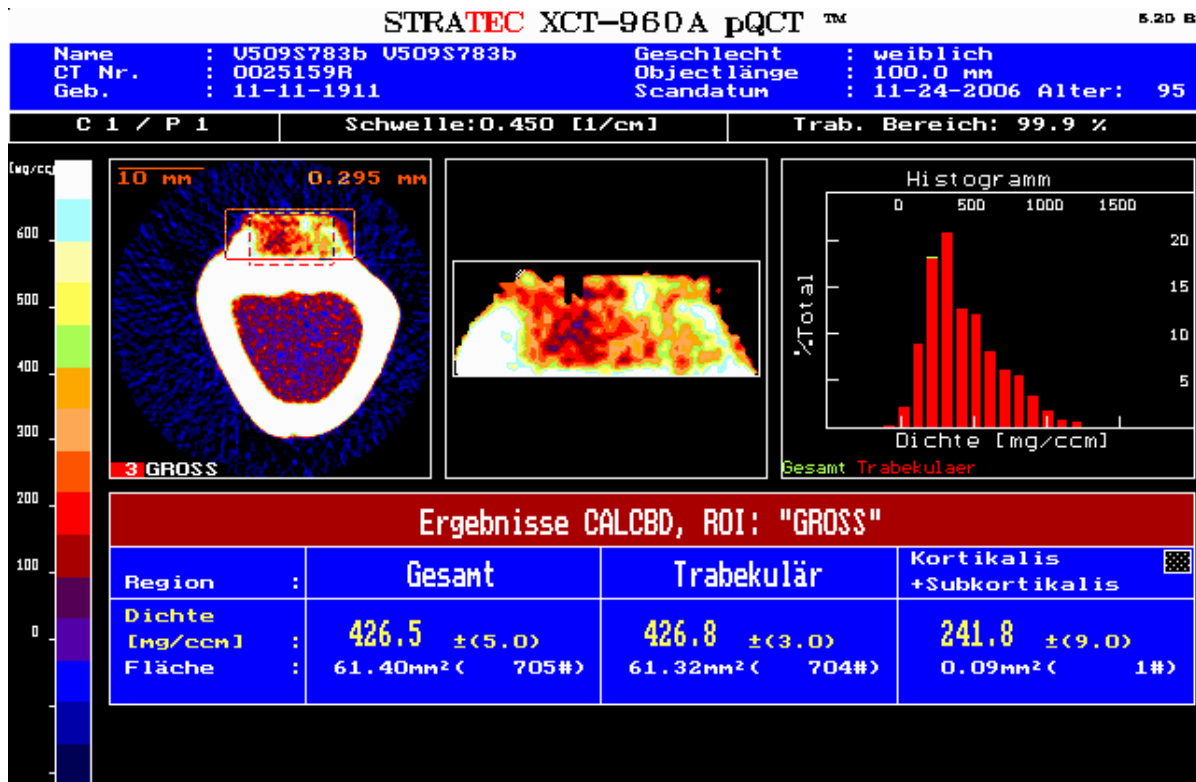 STRATEC XCT-960A pQCT ™ 5.20 B
Name : V509S783b V509S783b Geschlecht : weiblich
CT Nr. : 0025159R Objectlänge : 100.0 mm
Geb. : 11-11-1911 Scandatum : 11-24-2006 Alter: 95
C 1 / P 1 Schwelle:0.450 [1/cm] Trab. Bereich: 99.9 %
[mg/ccm]
600
500
400
300
200
100
0
10 mm 0.295 mm
3 GROSS
Histogramm
0 500 1000 1500
20
15
10
5
%Total
Dichte [mg/ccm]
Gesamt Trabekulaer
Ergebnisse CALCBD, ROI: "GROSS"
Region : Gesamt Trabekulär Kortikalis
+Subkortikalis
Dichte
[mg/ccm] : 426.5 ±(5.0) 426.8 ±(3.0) 241.8 ±(9.0)
Fläche : 61.40mm²( 705#) 61.32mm²( 704#) 0.09mm²( 1#)